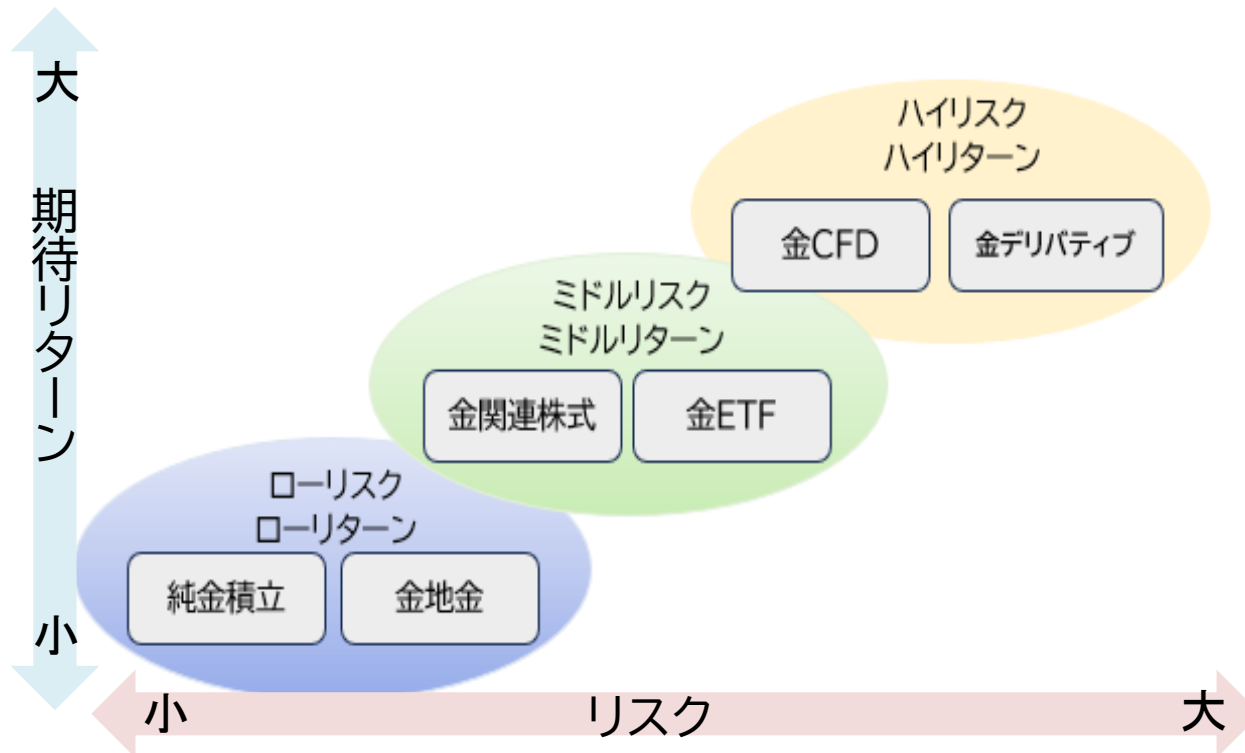 大
期待リターン
小
ハイリスク
ハイリターン
金CFD
金デリバティブ
ミドルリスク
ミドルリターン
金関連株式
金ETF
ローリスク
ローリターン
純金積立
金地金
小
リスク
大